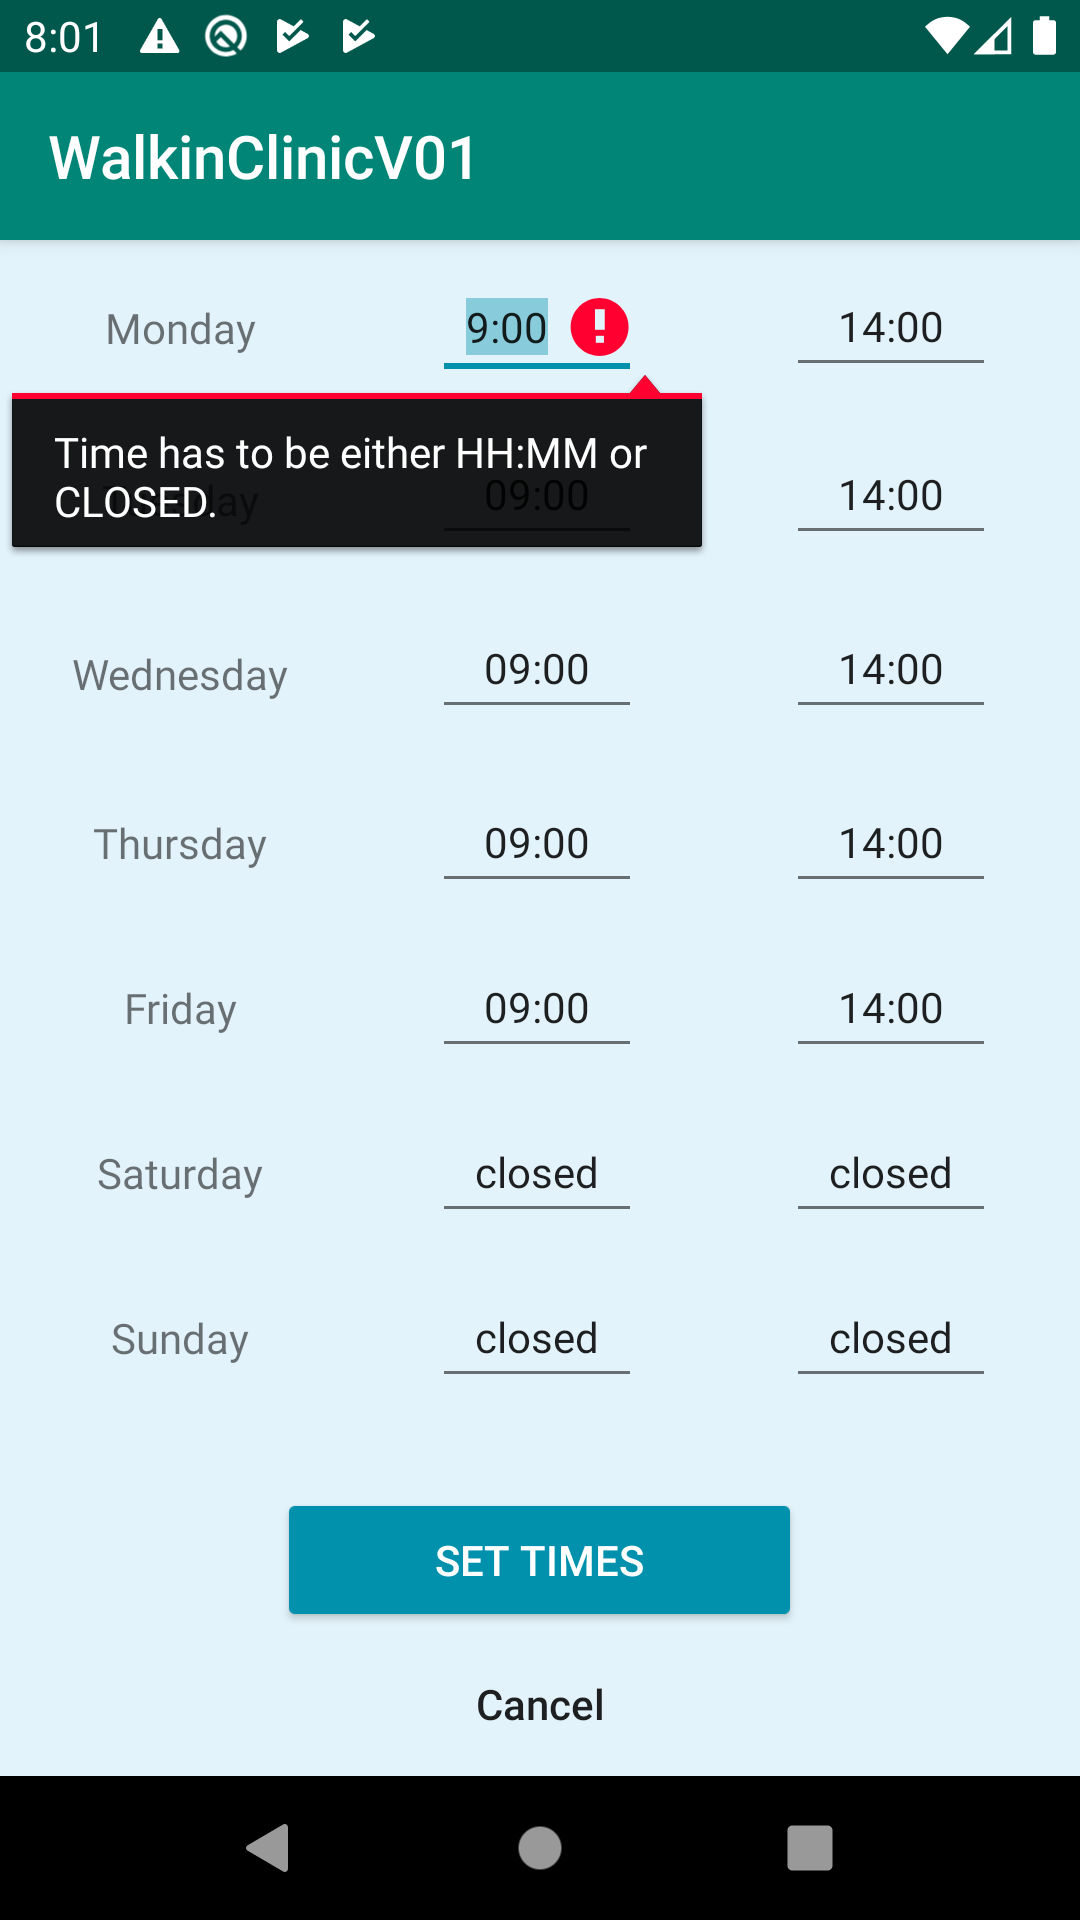 8:01
WalkinClinicV01
Monday 9:00 14:00
Time has to be either HH:MM or
CLOSED.
09:00 14:00
Wednesday 09:00 14:00
Thursday 09:00 14:00
Friday 09:00 14:00
Saturday closed closed
Sunday closed closed
SET TIMES
Cancel